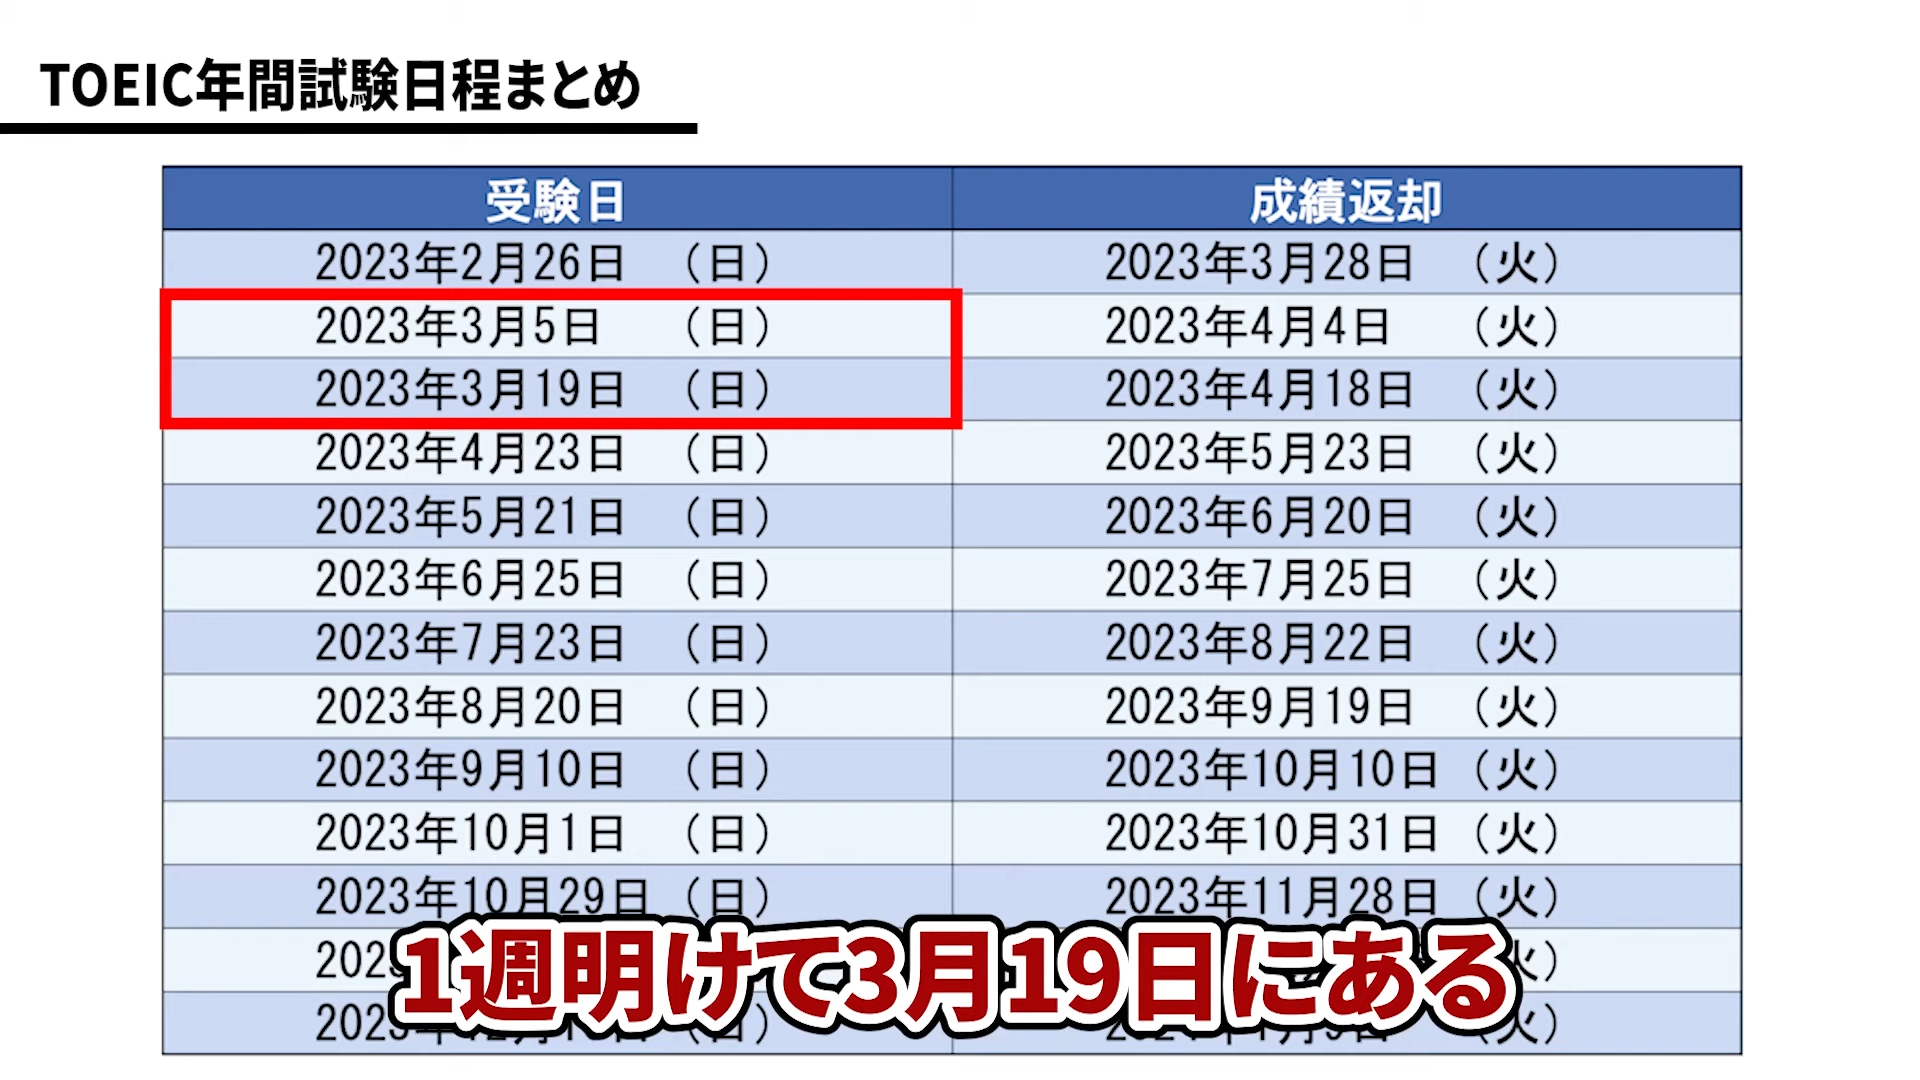 TOEIC年間試験日程まとめ
受験日 成績返却
2023年2月26日 （日） 2023年3月28日 （火）
2023年3月5日 （日） 2023年4月4日 （火）
2023年3月19日 （日） 2023年4月18日 （火）
2023年4月23日 （日） 2023年5月23日 （火）
2023年5月21日 （日） 2023年6月20日 （火）
2023年6月25日 （日） 2023年7月25日 （火）
2023年7月23日 （日） 2023年8月22日 （火）
2023年8月20日 （日） 2023年9月19日 （火）
2023年9月10日 （日） 2023年10月10日 （火）
2023年10月1日 （日） 2023年10月31日 （火）
2023年10月29日 （日） 2023年11月28日 （火）
1週明けて3月19日にある